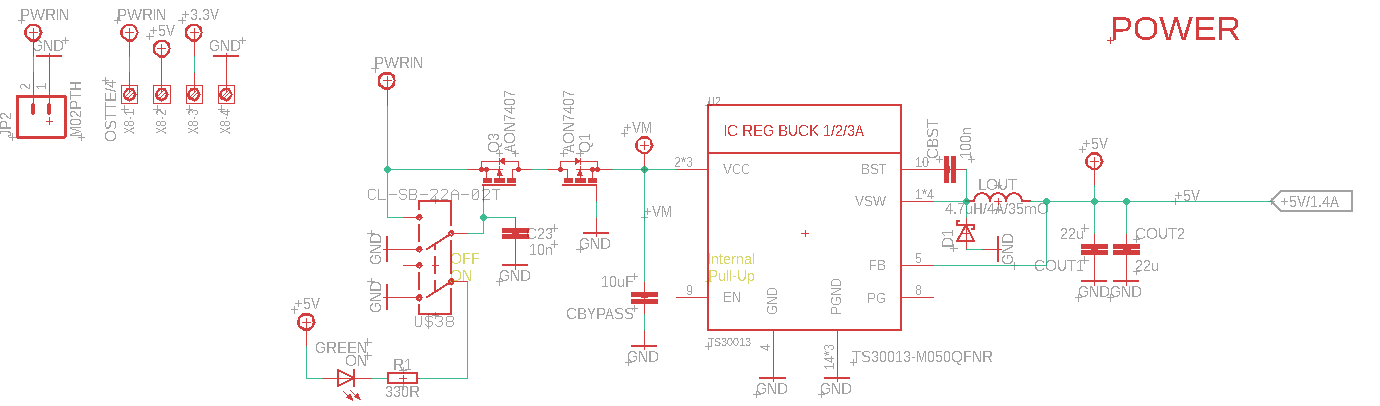 POWER
PWRIN
GND
2
1
JP2
M02PTH
PWRIN
+5V
+3.3V
GND
OSTTE/4
X8-1
X8-2
X8-3
X8-4
PWRIN
Q3
AON7407
AON7407
Q1
+VM
+VM
CL-SB-22A-02T
GND
GND
OFF
ON
U$38
C23
10n
GND
GND
10uF
CBYPASS
GND
+5V
GREEN
ON
R1
330R
U2
IC REG BUCK 1/2/3A
2*3
VCC
BST
10
VSW
1*4
FB
5
PG
8
Internal
Pull-Up
9
EN
GND
PGND
4
14*3
TS30013
TS30013-M050QFNR
GND
GND
CBST
100n
LOUT
4.7uH/4A/35mO
D1
GND
+5V
22u
COUT1
COUT2
22u
GND
GND
+5V
+5V/1.4A